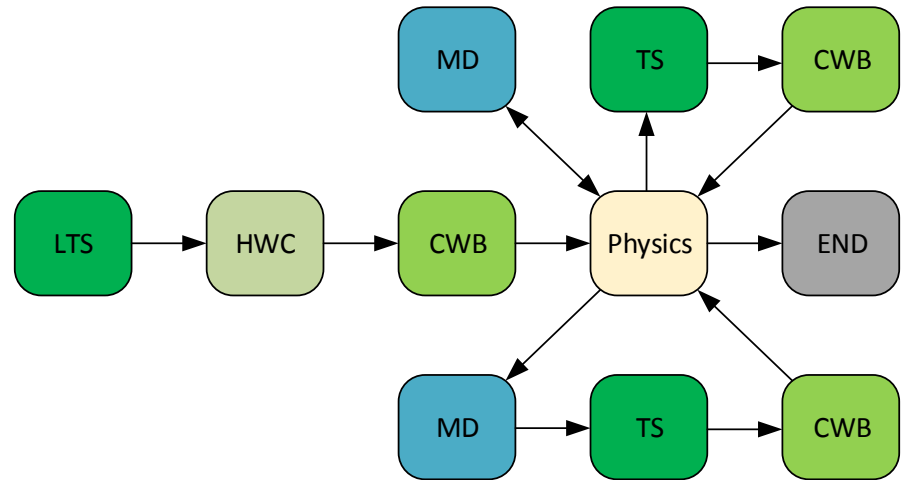 MD
TS
CWB
LTS
HWC
CWB
Physics
END
MD
TS
CWB